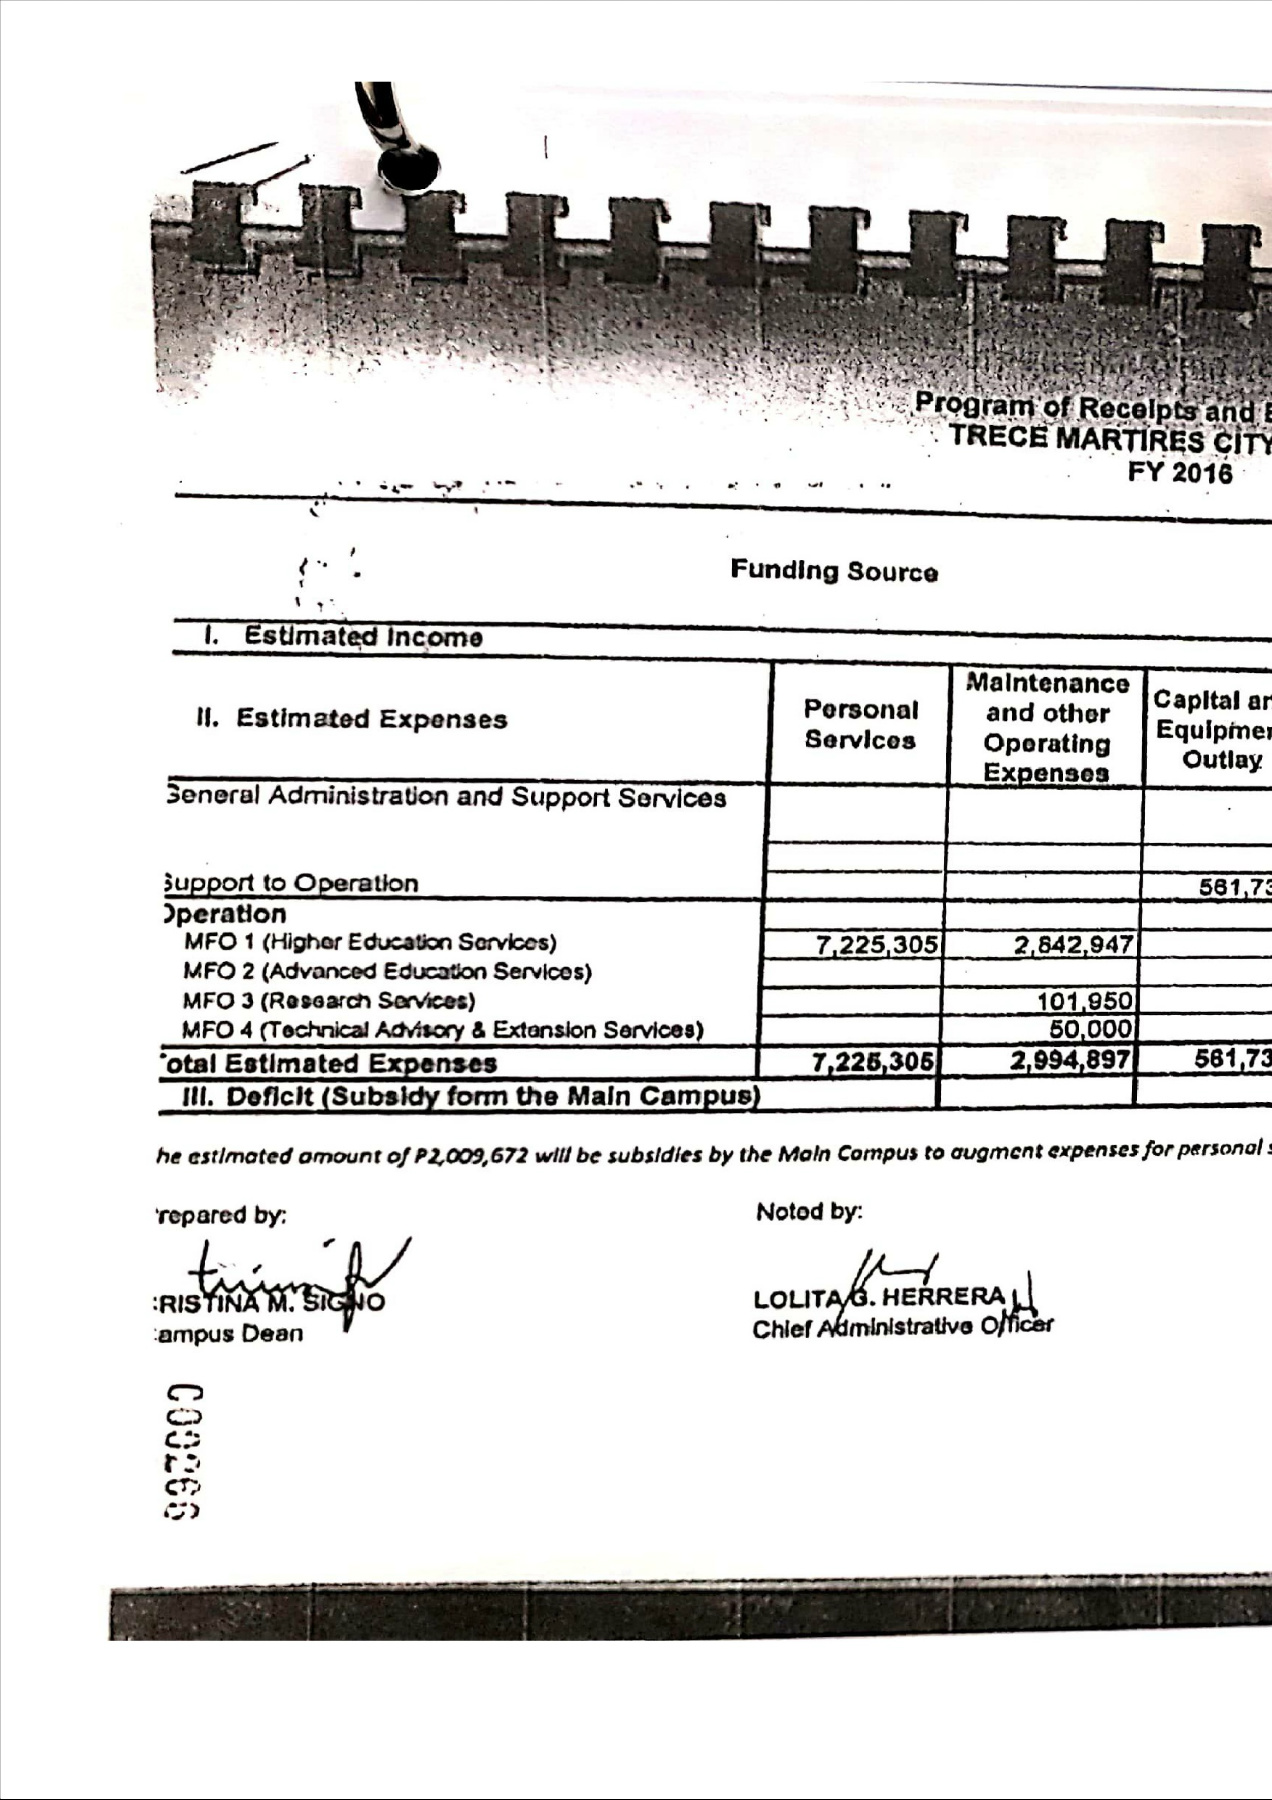 Program of Receipts and E
TRECE MARTIRES CITY
FY 2016
Funding Source
I. Estimated Income
II. Estimated Expenses
Personal Services
Maintenance and other Operating Expenses
Capital an Equipmen Outlay
General Administration and Support Services
Support to Operation 561,73
Operation
MFO 1 (Higher Education Services) 7,225,305 2,842,947
MFO 2 (Advanced Education Services)
MFO 3 (Research Services) 101,950
MFO 4 (Technical Advisory & Extension Services) 50,000
otal Estimated Expenses 7,225,305 2,994,897 561,73
III. Deficit (Subsidy form the Main Campus)
he estimated amount of P2,009,672 will be subsidies by the Main Campus to augment expenses for personal s
repared by:
Noted by:
RISTINA M. SIGNO
LOLITA G. HERRERA
ampus Dean
Chief Administrative Officer
C00266